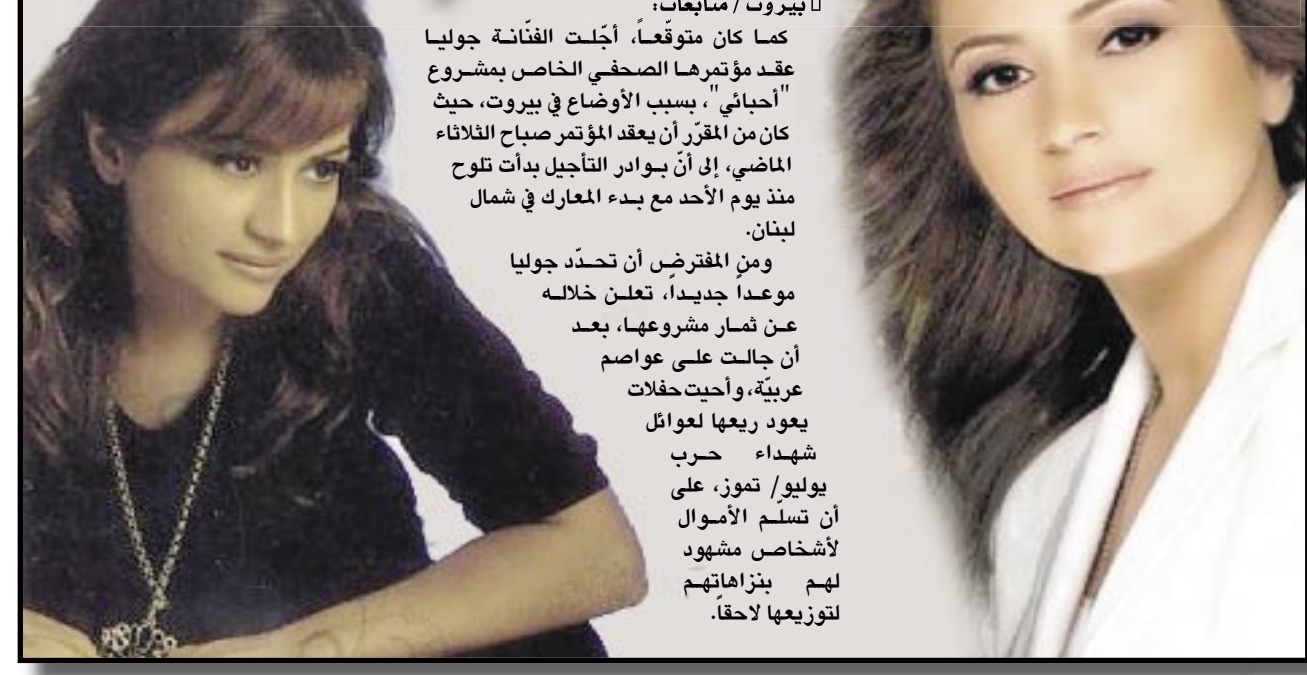 بيروت / متابعات:
كما كان متوقّعاً، أجّلت الفنّانة جوليا
عقد مؤتمرها الصحفي الخاص بمشروع
"أحبائي"، بسبب الأوضاع في بيروت، حيث
كان من المقرّر أن يعقد المؤتمر صباح الثلاثاء
الماضي، إلى أنّ بوادر التأجيل بدأت تلوح
منذ يوم الأحد مع بدء المعارك في شمال
لبنان.
ومن المفترض أن تحدّد جوليا
موعداً جديداً، تعلن خلاله
عن ثمار مشروعها، بعد
أن جالت على عواصم
عربيّة، وأحيت حفلات
يعود ريعها لعوائل
شهداء حرب
يوليو/ تموز، على
أن تسلّم الأموال
لأشخاص مشهود
لهم بنزاهاتهم
لتوزيعها لاحقاً.